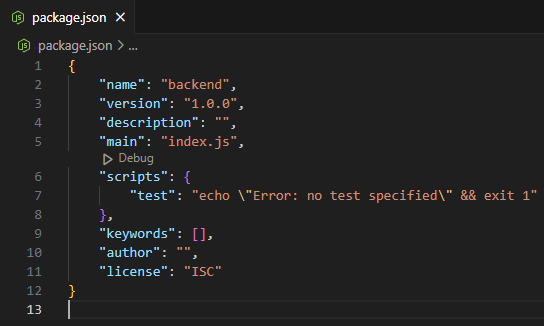 package.json
package.json > ...
1 {
2 "name": "backend",
3 "version": "1.0.0",
4 "description": "",
5 "main": "index.js",
Debug
6 "scripts": {
7 "test": "echo \"Error: no test specified\" && exit 1"
8 },
9 "keywords": [],
10 "author": "",
11 "license": "ISC"
12 }
13